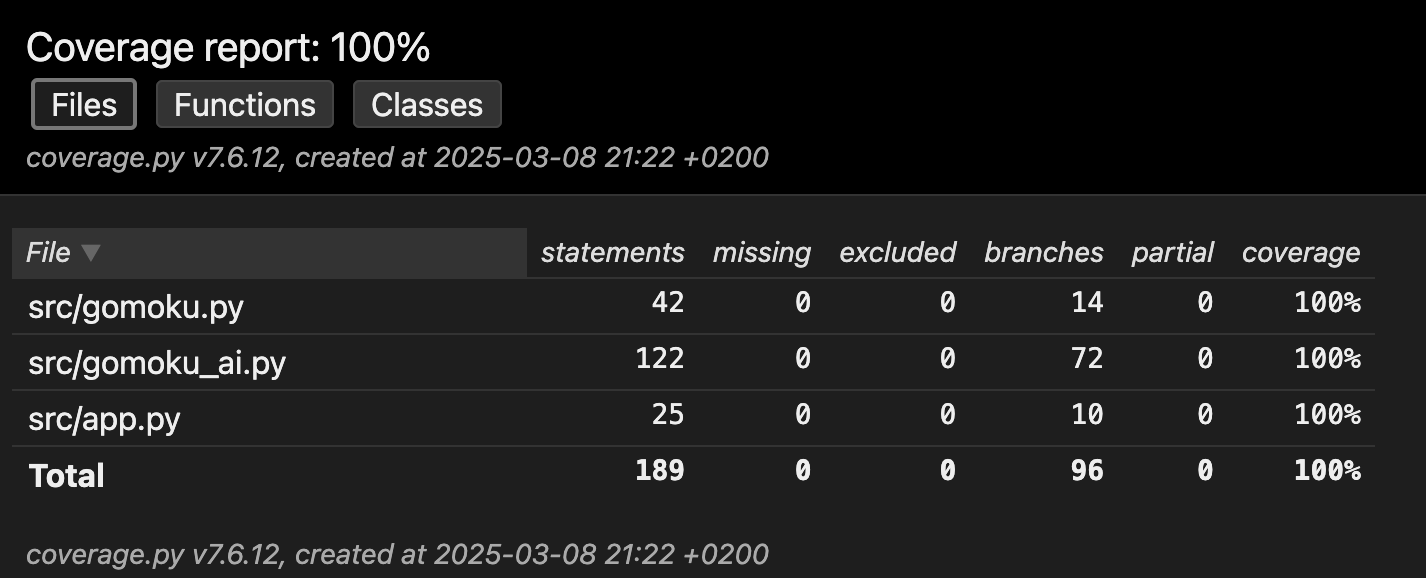 Coverage report: 100%
Files Functions Classes
coverage.py v7.6.12, created at 2025-03-08 21:22 +0200
File ▼ statements missing excluded branches partial coverage
src/gomoku.py 42 0 0 14 0 100%
src/gomoku_ai.py 122 0 0 72 0 100%
src/app.py 25 0 0 10 0 100%
Total 189 0 0 96 0 100%
coverage.py v7.6.12, created at 2025-03-08 21:22 +0200